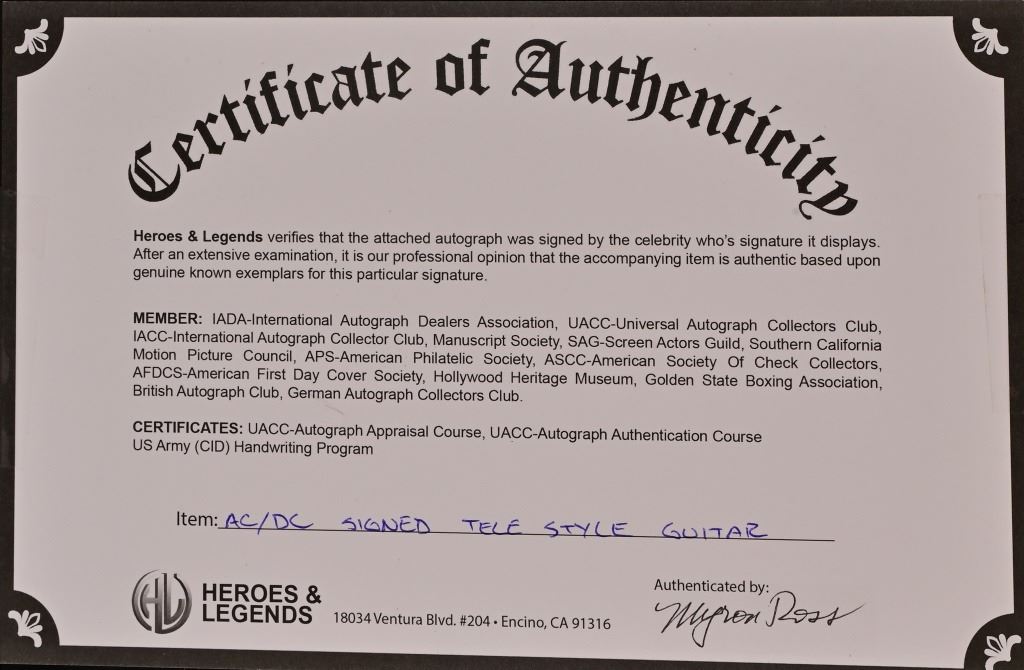 Certificate of Authenticity
Heroes & Legends verifies that the attached autograph was signed by the celebrity who's signature it displays.
After an extensive examination, it is our professional opinion that the accompanying item is authentic based upon
genuine known exemplars for this particular signature.
MEMBER: IADA-International Autograph Dealers Association, UACC-Universal Autograph Collectors Club,
IACC-International Autograph Collector Club, Manuscript Society, SAG-Screen Actors Guild, Southern California
Motion Picture Council, APS-American Philatelic Society, ASCC-American Society Of Check Collectors,
AFDCS-American First Day Cover Society, Hollywood Heritage Museum, Golden State Boxing Association,
British Autograph Club, German Autograph Collectors Club.
CERTIFICATES: UACC-Autograph Appraisal Course, UACC-Autograph Authentication Course
US Army (CID) Handwriting Program
Item: AC/DC SIGNED TELE STYLE GUITAR
HL HEROES &
LEGENDS 18034 Ventura Blvd. #204 • Encino, CA 91316
Authenticated by:
Myron Ross